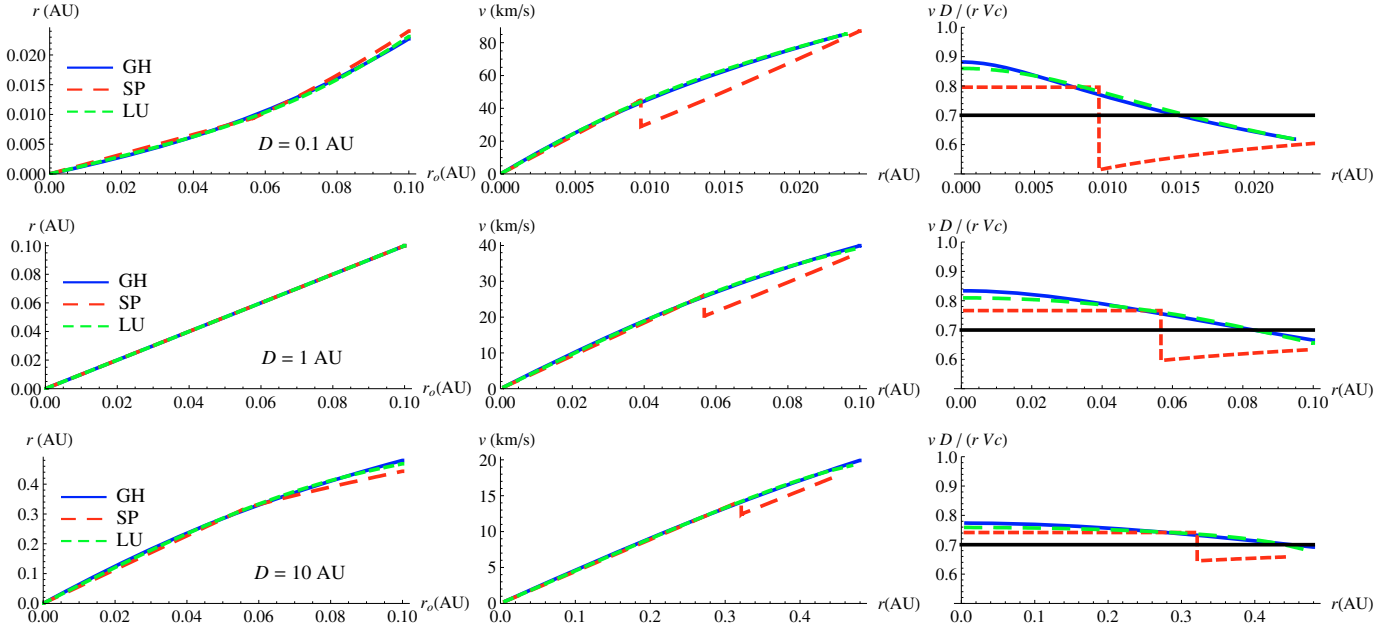 r (AU)
0.020
0.015
0.010
0.005
0.000
GH
SP
LU
D = 0.1 AU
0.00 0.02 0.04 0.06 0.08 0.10
r_o(AU)
v (km/s)
80
60
40
20
0
0.000 0.005 0.010 0.015 0.020
r(AU)
v D / (r Vc)
1.0
0.9
0.8
0.7
0.6
0.000 0.005 0.010 0.015 0.020
r(AU)
r (AU)
0.10
0.08
0.06
0.04
0.02
0.00
GH
SP
LU
D = 1 AU
0.00 0.02 0.04 0.06 0.08 0.10
r_o(AU)
v (km/s)
40
30
20
10
0
0.00 0.02 0.04 0.06 0.08 0.10
r(AU)
v D / (r Vc)
1.0
0.9
0.8
0.7
0.6
0.00 0.02 0.04 0.06 0.08 0.10
r(AU)
r (AU)
0.4
0.3
0.2
0.1
0.0
GH
SP
LU
D = 10 AU
0.00 0.02 0.04 0.06 0.08 0.10
r_o(AU)
v (km/s)
20
15
10
5
0
0.0 0.1 0.2 0.3 0.4
r(AU)
v D / (r Vc)
1.0
0.9
0.8
0.7
0.6
0.0 0.1 0.2 0.3 0.4
r(AU)